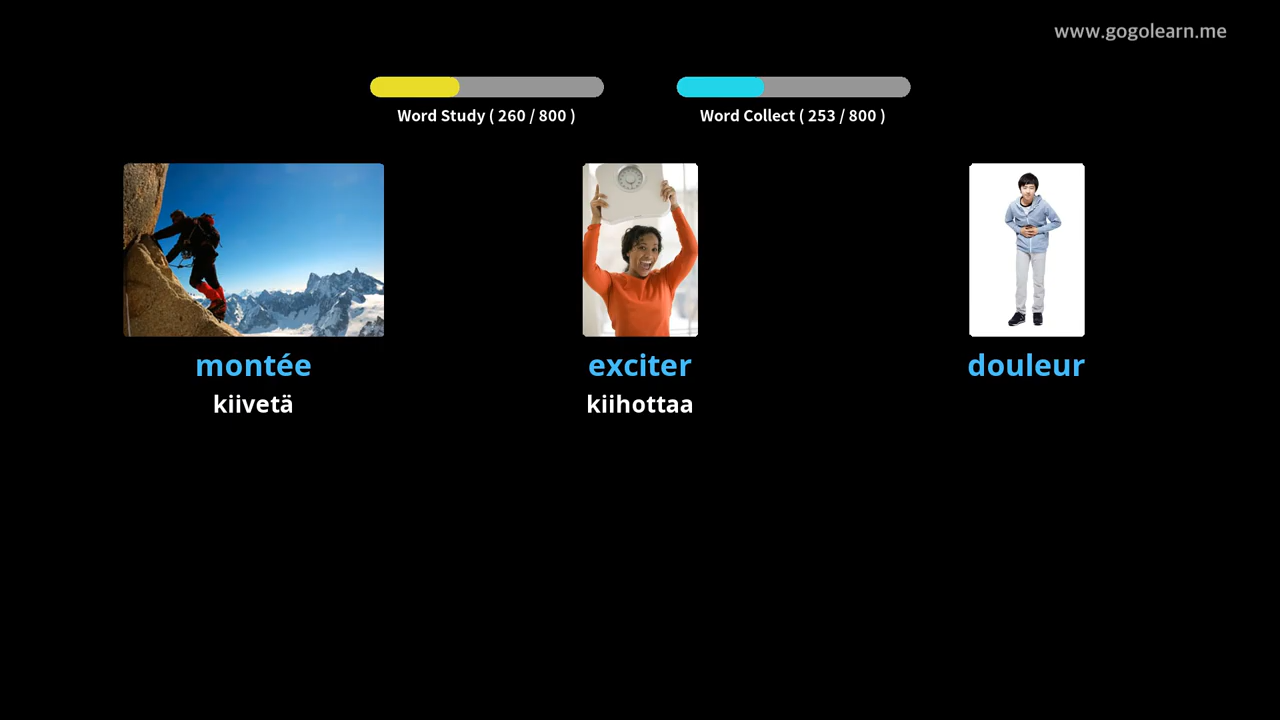 www.gogolearn.me
Word Study ( 260 / 800 )
Word Collect ( 253 / 800 )
montée
exciter
douleur
kiivetä
kiihottaa